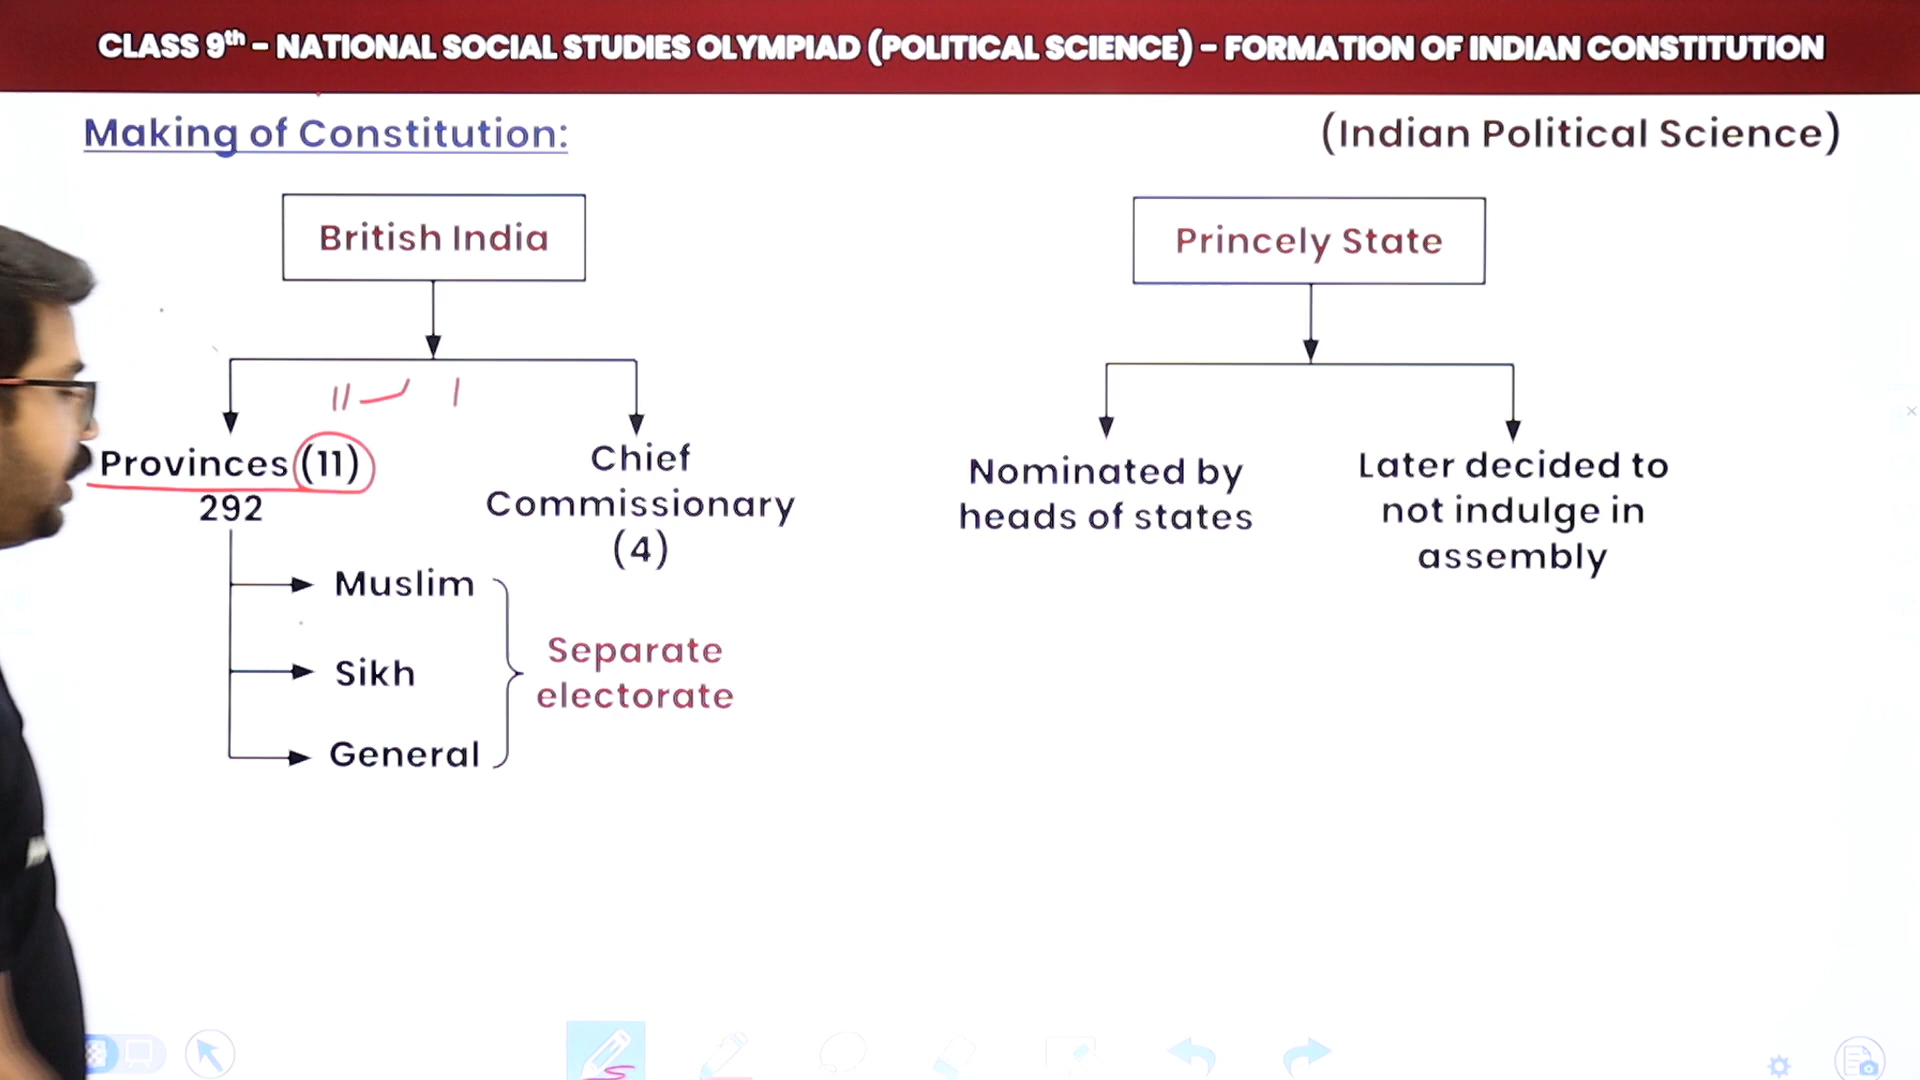 CLASS 9th – NATIONAL SOCIAL STUDIES OLYMPIAD (POLITICAL SCIENCE) – FORMATION OF INDIAN CONSTITUTION
Making of Constitution:
(Indian Political Science)
British India
11 – 1
Provinces (11)
292
Chief
Commissionary
(4)
Muslim
Sikh
General
Separate
electorate
Princely State
Nominated by
heads of states
Later decided to
not indulge in
assembly